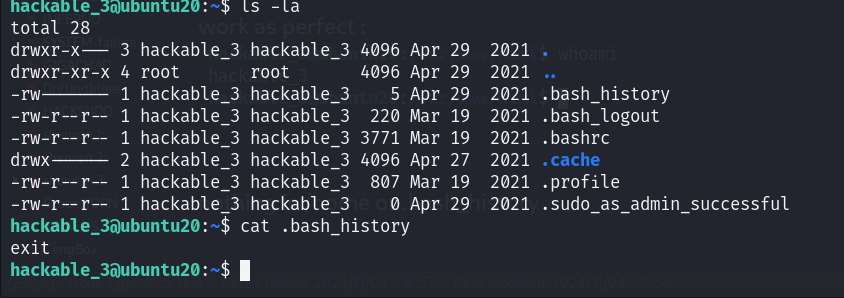 hackable_3@ubuntu20:~$ ls -la
total 28
drwxr-x--- 3 hackable_3 hackable_3 4096 Apr 29 2021 .
drwxr-xr-x 4 root root 4096 Apr 29 2021 ..
-rw------- 1 hackable_3 hackable_3 5 Apr 29 2021 .bash_history
-rw-r--r-- 1 hackable_3 hackable_3 220 Mar 19 2021 .bash_logout
-rw-r--r-- 1 hackable_3 hackable_3 3771 Mar 19 2021 .bashrc
drwx------ 2 hackable_3 hackable_3 4096 Apr 27 2021 .cache
-rw-r--r-- 1 hackable_3 hackable_3 807 Mar 19 2021 .profile
-rw-r--r-- 1 hackable_3 hackable_3 0 Apr 29 2021 .sudo_as_admin_successful
hackable_3@ubuntu20:~$ cat .bash_history
exit
hackable_3@ubuntu20:~$
work as perfect :
whoami